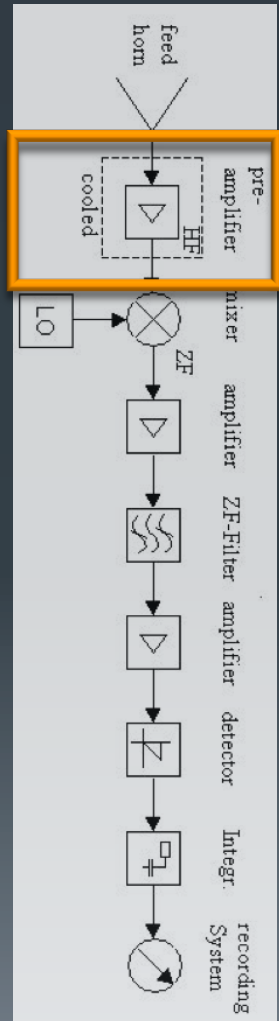 feed
horn
pre-
amplifier
HF
cooled
mixer
LO
ZF
amplifier
ZF-Filter
amplifier
detector
Integr.
recording
System